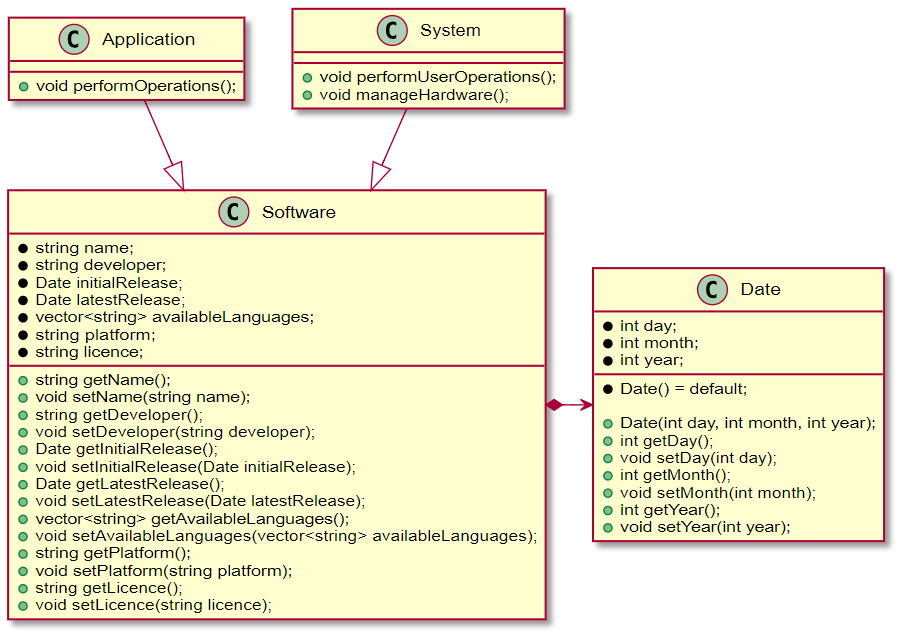 C Application
void performOperations();
C System
void performUserOperations();
void manageHardware();
C Software
string name;
string developer;
Date initialRelease;
Date latestRelease;
vector<string> availableLanguages;
string platform;
string licence;
string getName();
void setName(string name);
string getDeveloper();
void setDeveloper(string developer);
Date getInitialRelease();
void setInitialRelease(Date initialRelease);
Date getLatestRelease();
void setLatestRelease(Date latestRelease);
vector<string> getAvailableLanguages();
void setAvailableLanguages(vector<string> availableLanguages);
string getPlatform();
void setPlatform(string platform);
string getLicence();
void setLicence(string licence);
C Date
int day;
int month;
int year;
Date() = default;
Date(int day, int month, int year);
int getDay();
void setDay(int day);
int getMonth();
void setMonth(int month);
int getYear();
void setYear(int year);